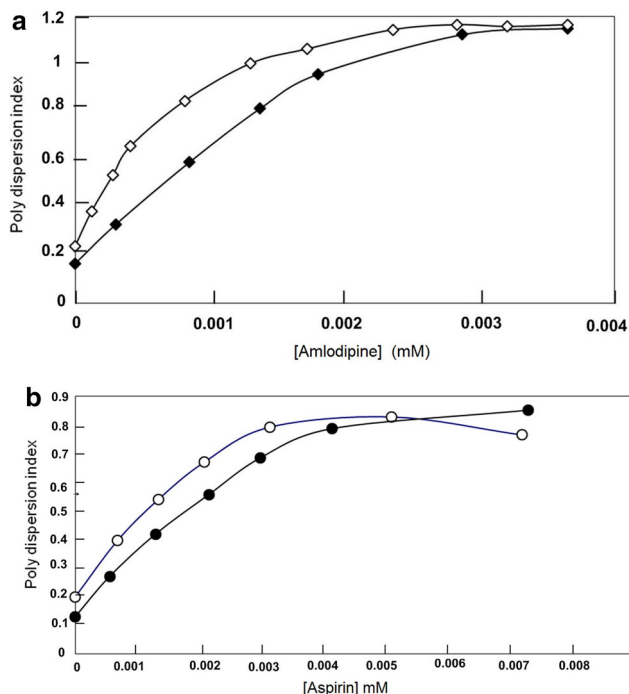 a
Poly dispersion index
1.2
1
0.8
0.6
0.4
0.2
0
0 0.001 0.002 0.003 0.004
[Amlodipine] (mM)
b
Poly dispersion index
0.9
0.8
0.7
0.6
0.5
0.4
0.3
0.2
0.1
0
0 0.001 0.002 0.003 0.004 0.005 0.006 0.007 0.008
[Aspirin] mM